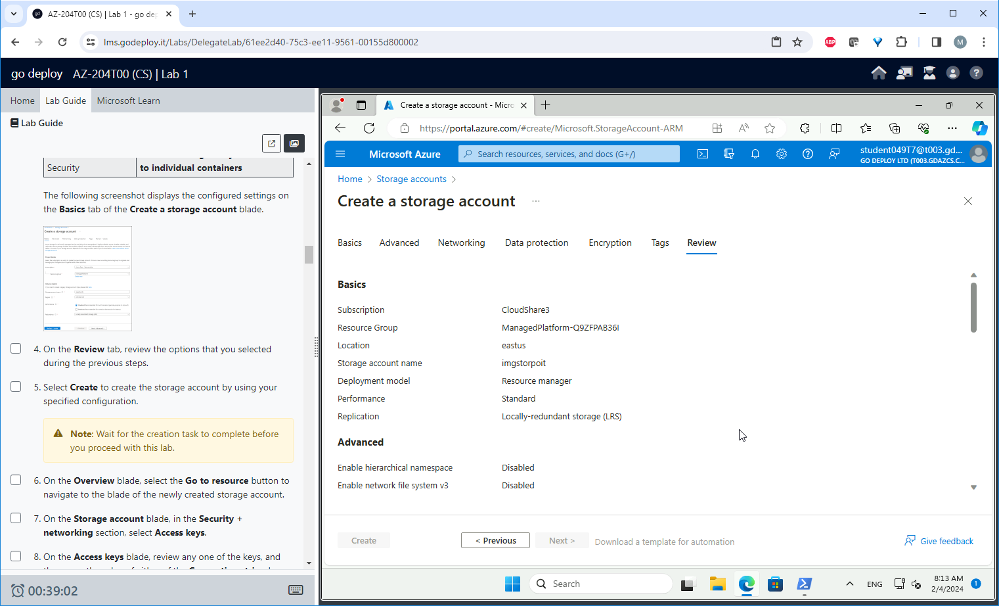 AZ-204T00 (CS) | Lab 1 - go dep
lms.godeploy.it/Labs/DelegateLab/61ee2d40-75c3-ee11-9561-00155d800002
ABP
M
go deploy AZ-204T00 (CS) | Lab 1
Home Lab Guide Microsoft Learn
Lab Guide
Security to individual containers
The following screenshot displays the configured settings on
the Basics tab of the Create a storage account blade.
4. On the Review tab, review the options that you selected
during the previous steps.
5. Select Create to create the storage account by using your
specified configuration.
Note: Wait for the creation task to complete before
you proceed with this lab.
6. On the Overview blade, select the Go to resource button to
navigate to the blade of the newly created storage account.
7. On the Storage account blade, in the Security +
networking section, select Access keys.
8. On the Access keys blade, review any one of the keys, and
00:39:02
Create a storage account - Micro
https://portal.azure.com/#create/Microsoft.StorageAccount-ARM
Microsoft Azure
Search resources, services, and docs (G+/)
student049T7@t003.gd...
GO DEPLOY LTD (T003.GDAZCS.C...
Home > Storage accounts >
Create a storage account ...
Basics Advanced Networking Data protection Encryption Tags Review
Basics
Subscription CloudShare3
Resource Group ManagedPlatform-Q9ZFPAB36I
Location eastus
Storage account name imgstorpoit
Deployment model Resource manager
Performance Standard
Replication Locally-redundant storage (LRS)
Advanced
Enable hierarchical namespace Disabled
Enable network file system v3 Disabled
Create < Previous Next > Download a template for automation Give feedback
Search
ENG
8:13 AM
2/4/2024
1